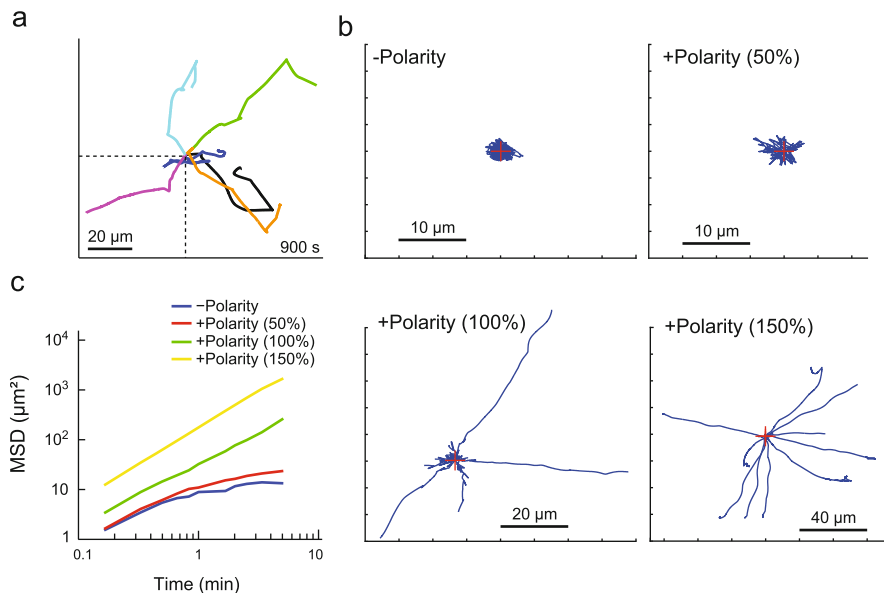 a
20 µm
900 s
b
-Polarity
10 µm
+Polarity (50%)
10 µm
+Polarity (100%)
20 µm
+Polarity (150%)
40 µm
c
−Polarity
+Polarity (50%)
+Polarity (100%)
+Polarity (150%)
MSD (µm²)
10⁴
10³
10²
10
1
0.1
1
10
Time (min)